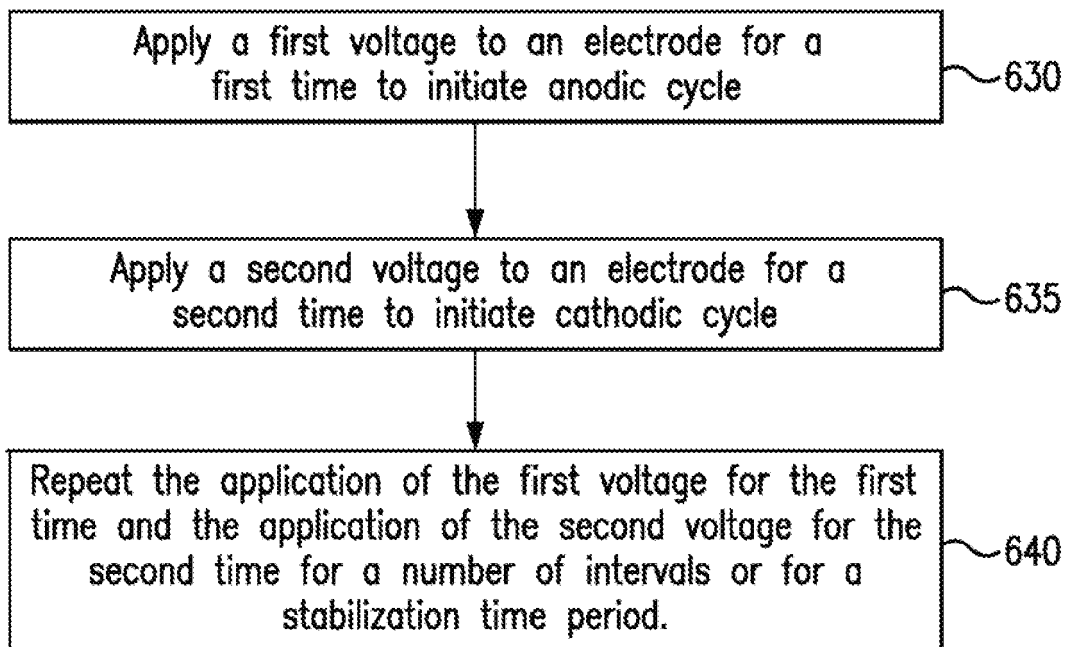 Apply a first voltage to an electrode for a
first time to initiate anodic cycle
630
Apply a second voltage to an electrode for a
second time to initiate cathodic cycle
635
Repeat the application of the first voltage for the first
time and the application of the second voltage for the
second time for a number of intervals or for a
stabilization time period.
640